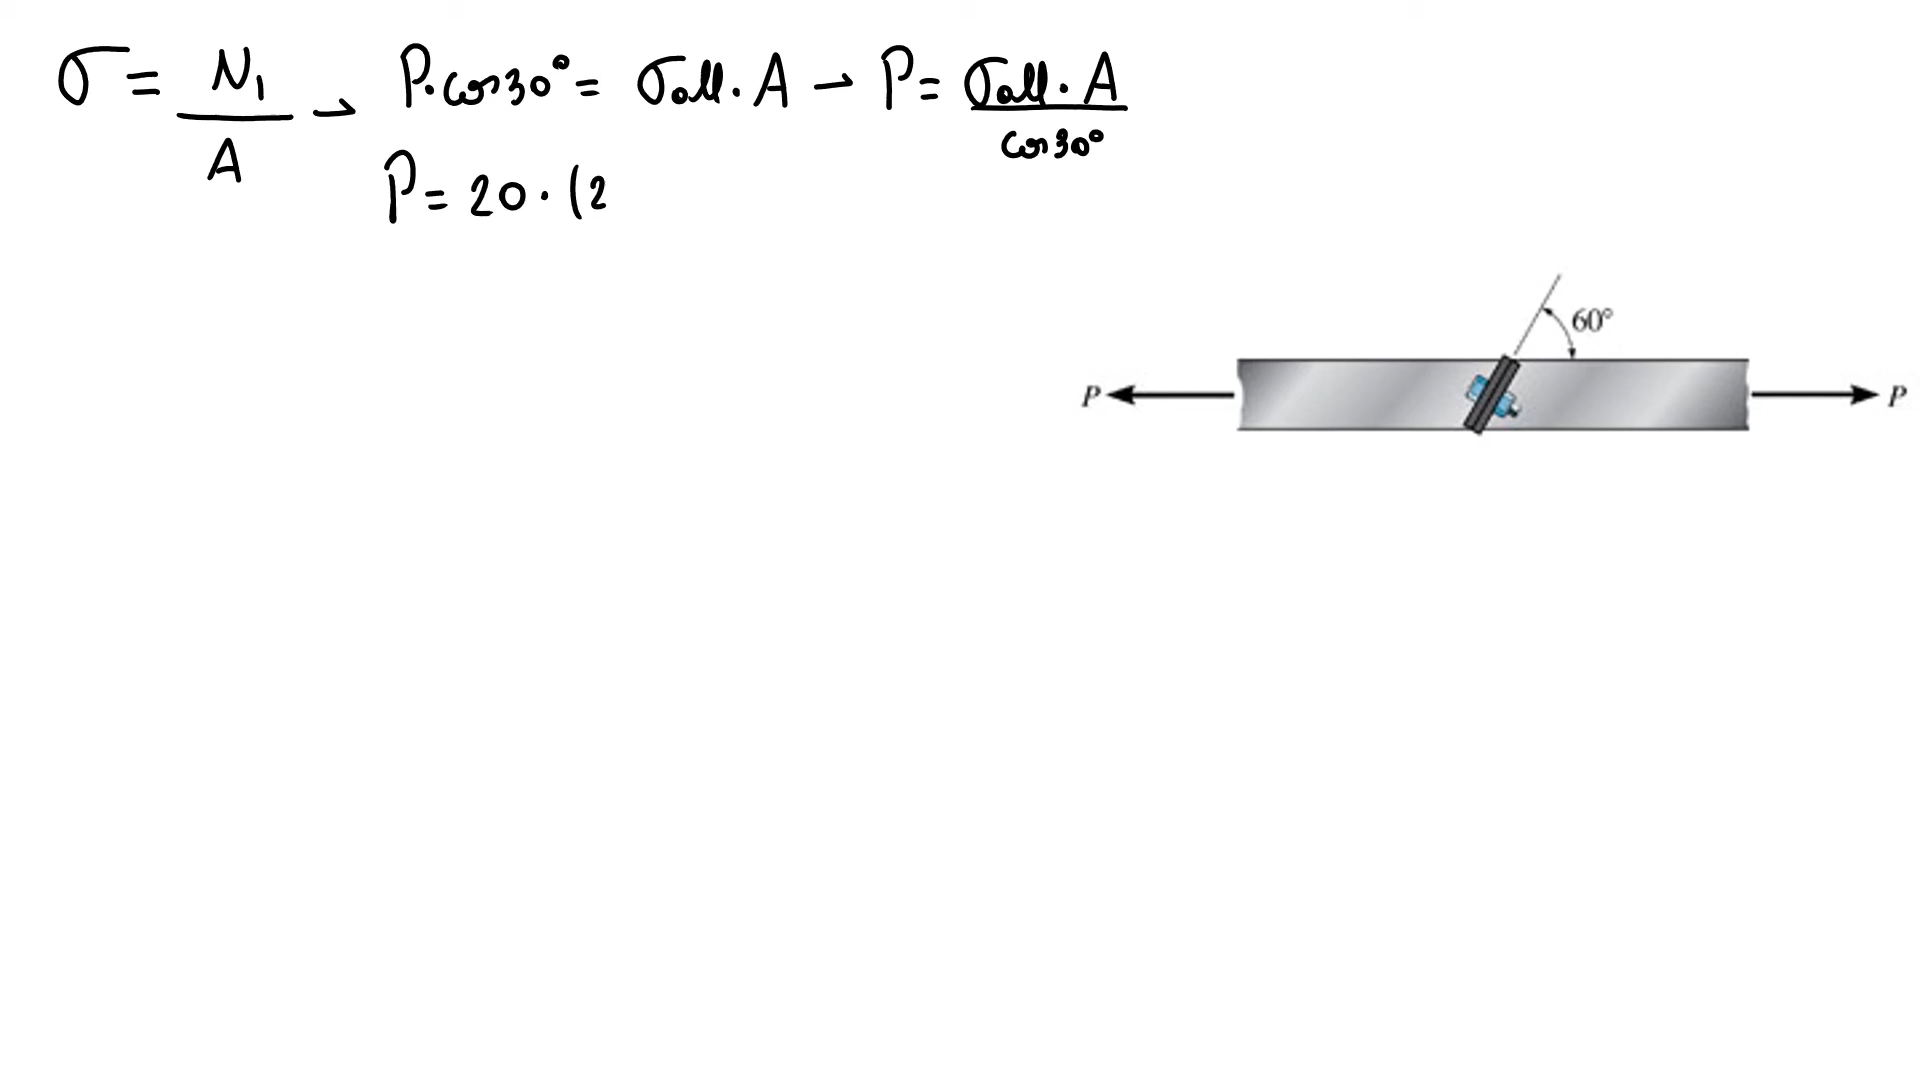 σ = N₁/A → P·cos30° = σall·A → P = σall·A/cos30°
P = 20·(2
60°
P P